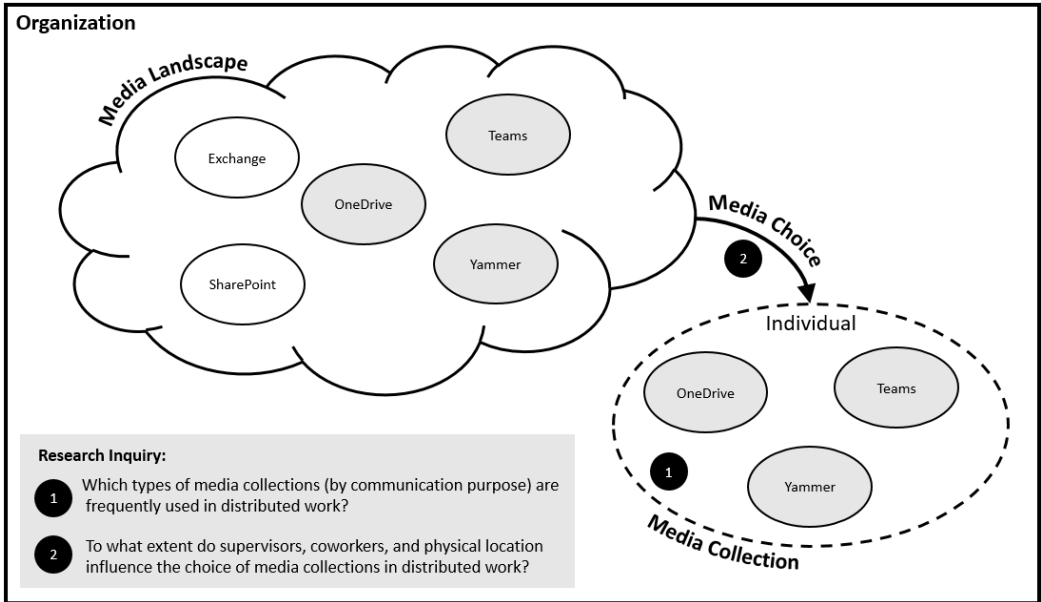 Organization
Media Landscape
Exchange
Teams
OneDrive
SharePoint
Yammer
Media Choice
2
Individual
OneDrive
Teams
Yammer
1
Media Collection
Research Inquiry:
1 Which types of media collections (by communication purpose) are
frequently used in distributed work?
2 To what extent do supervisors, coworkers, and physical location
influence the choice of media collections in distributed work?